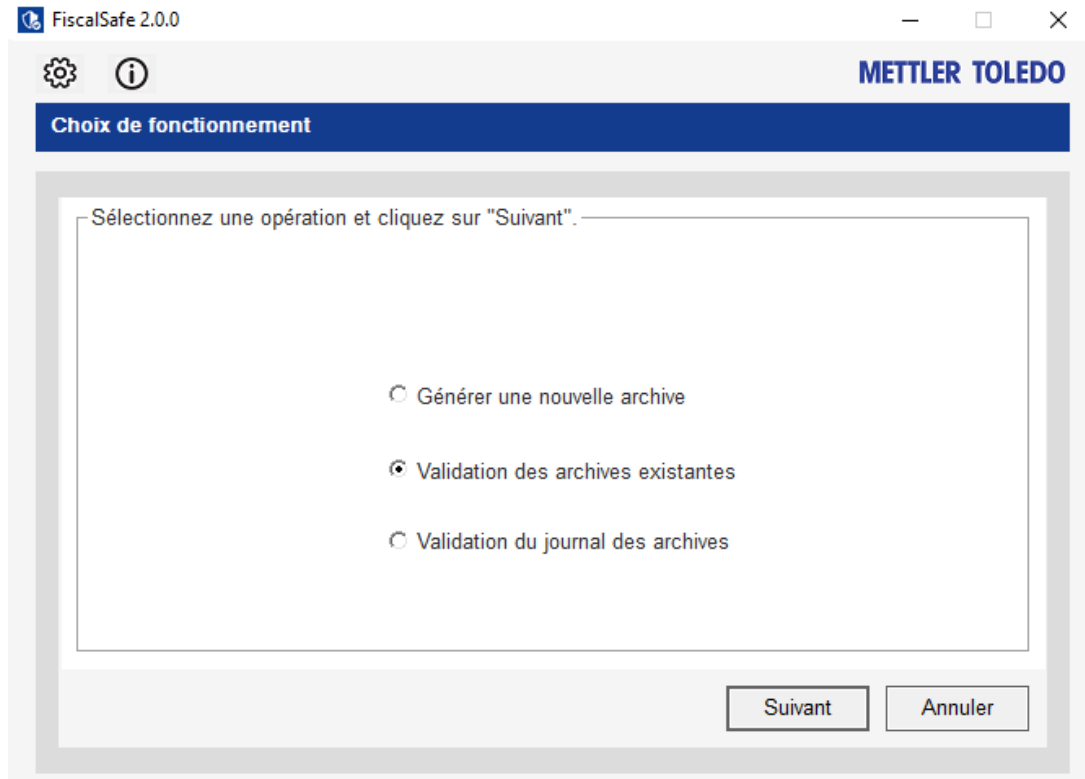 FiscalSafe 2.0.0
METTLER TOLEDO
Choix de fonctionnement
Sélectionnez une opération et cliquez sur "Suivant".
Générer une nouvelle archive
Validation des archives existantes
Validation du journal des archives
Suivant Annuler